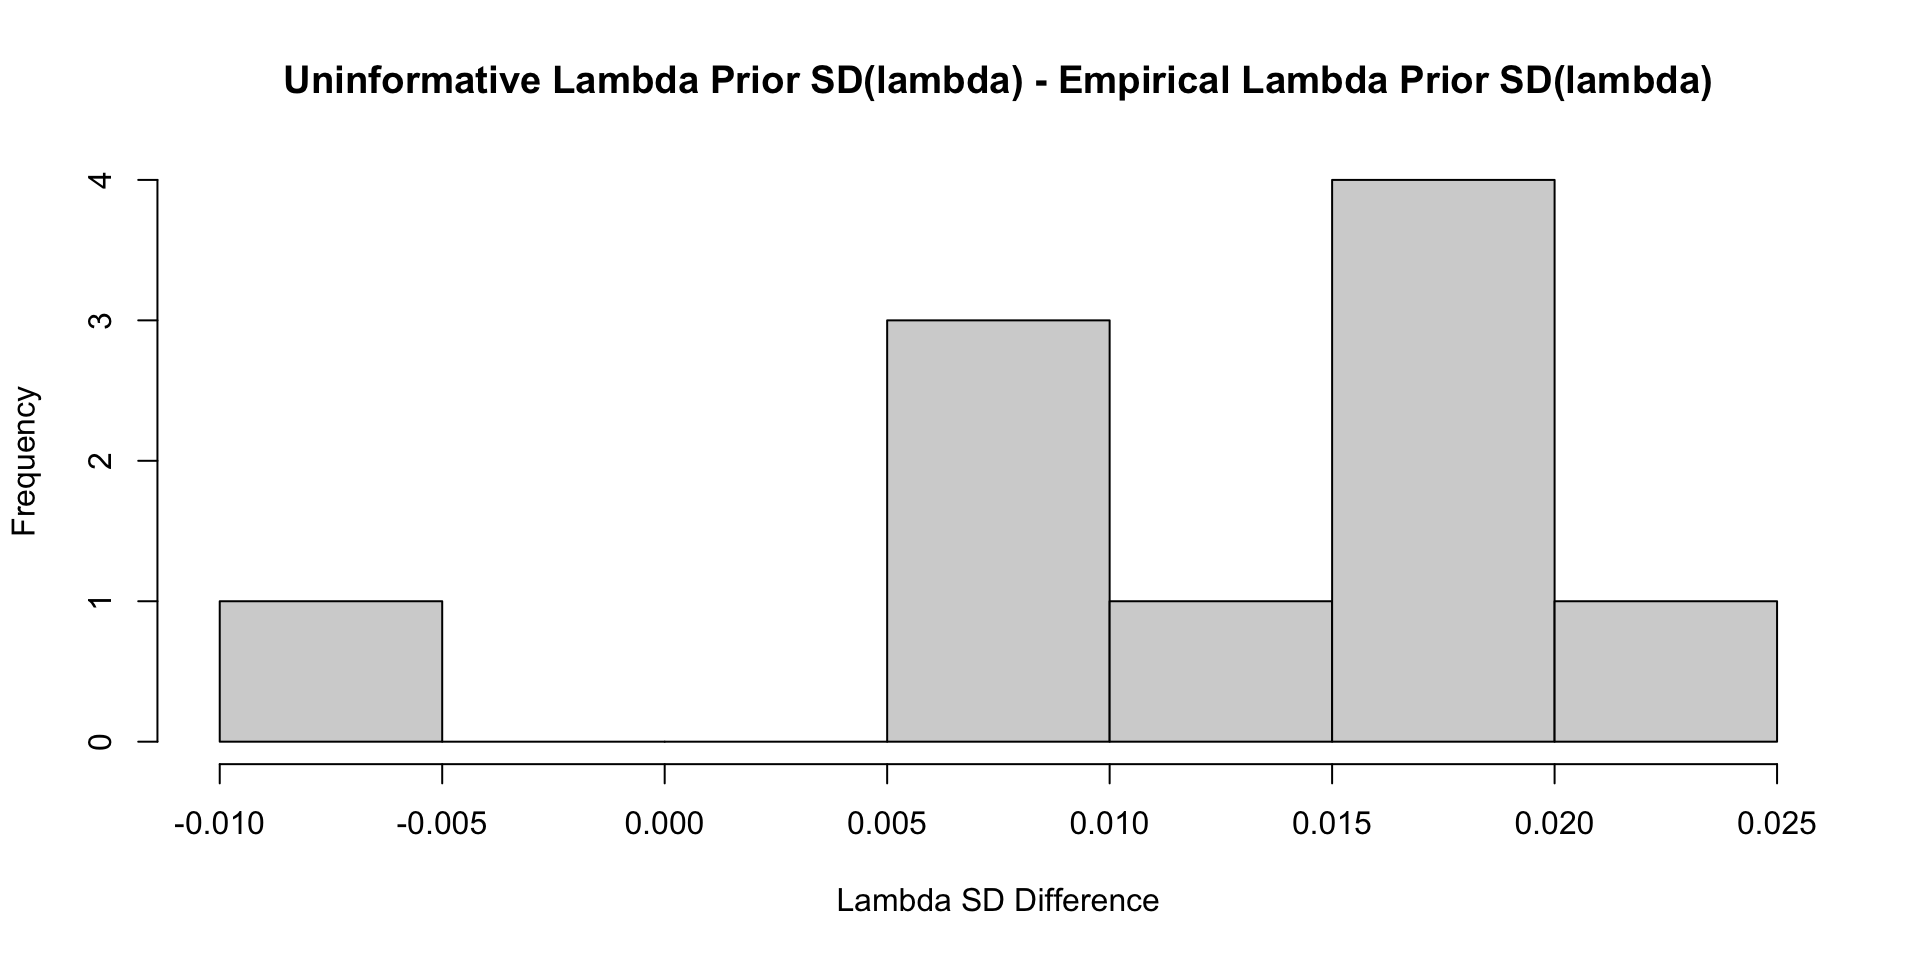 Uninformative Lambda Prior SD(lambda) - Empirical Lambda Prior SD(lambda)
Frequency
4
3
2
1
0
-0.010 -0.005 0.000 0.005 0.010 0.015 0.020 0.025
Lambda SD Difference